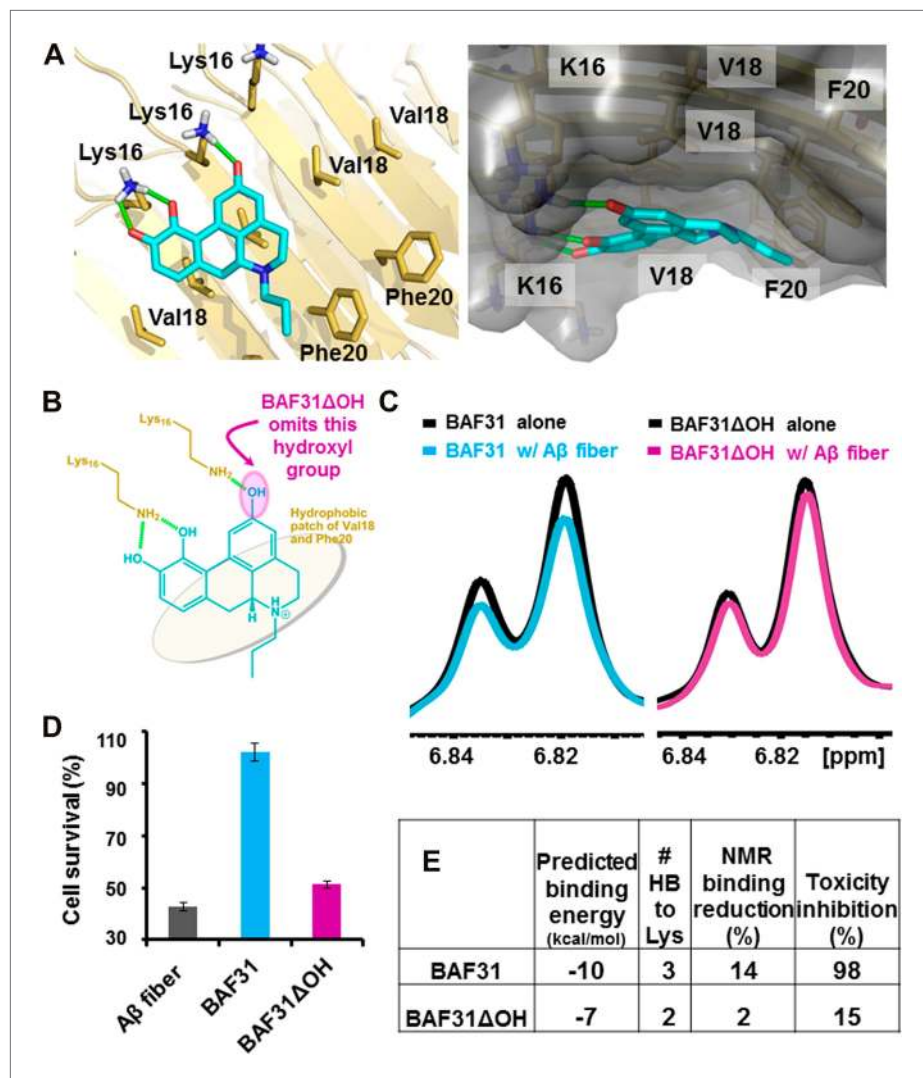 A
Lys16
Lys16
Lys16
Val18
Val18
Val18
Phe20
Phe20
K16
V18
F20
V18
K16
V18
F20
B
BAF31ΔOH
omits this
hydroxyl
group
Lys16
Lys16
NH2
NH2
OH
OH
HO
Hydrophobic
patch of Val18
and Phe20
H
N
H
C
BAF31 alone
BAF31 w/ Aβ fiber
BAF31ΔOH alone
BAF31ΔOH w/ Aβ fiber
6.84 6.82
6.84 6.82 [ppm]
D
Cell survival (%)
110
90
70
50
30
Aβ fiber
BAF31
BAF31ΔOH
E
Predicted binding energy (kcal/mol)
# HB to Lys
NMR binding reduction (%)
Toxicity inhibition (%)
BAF31 -10 3 14 98
BAF31ΔOH -7 2 2 15